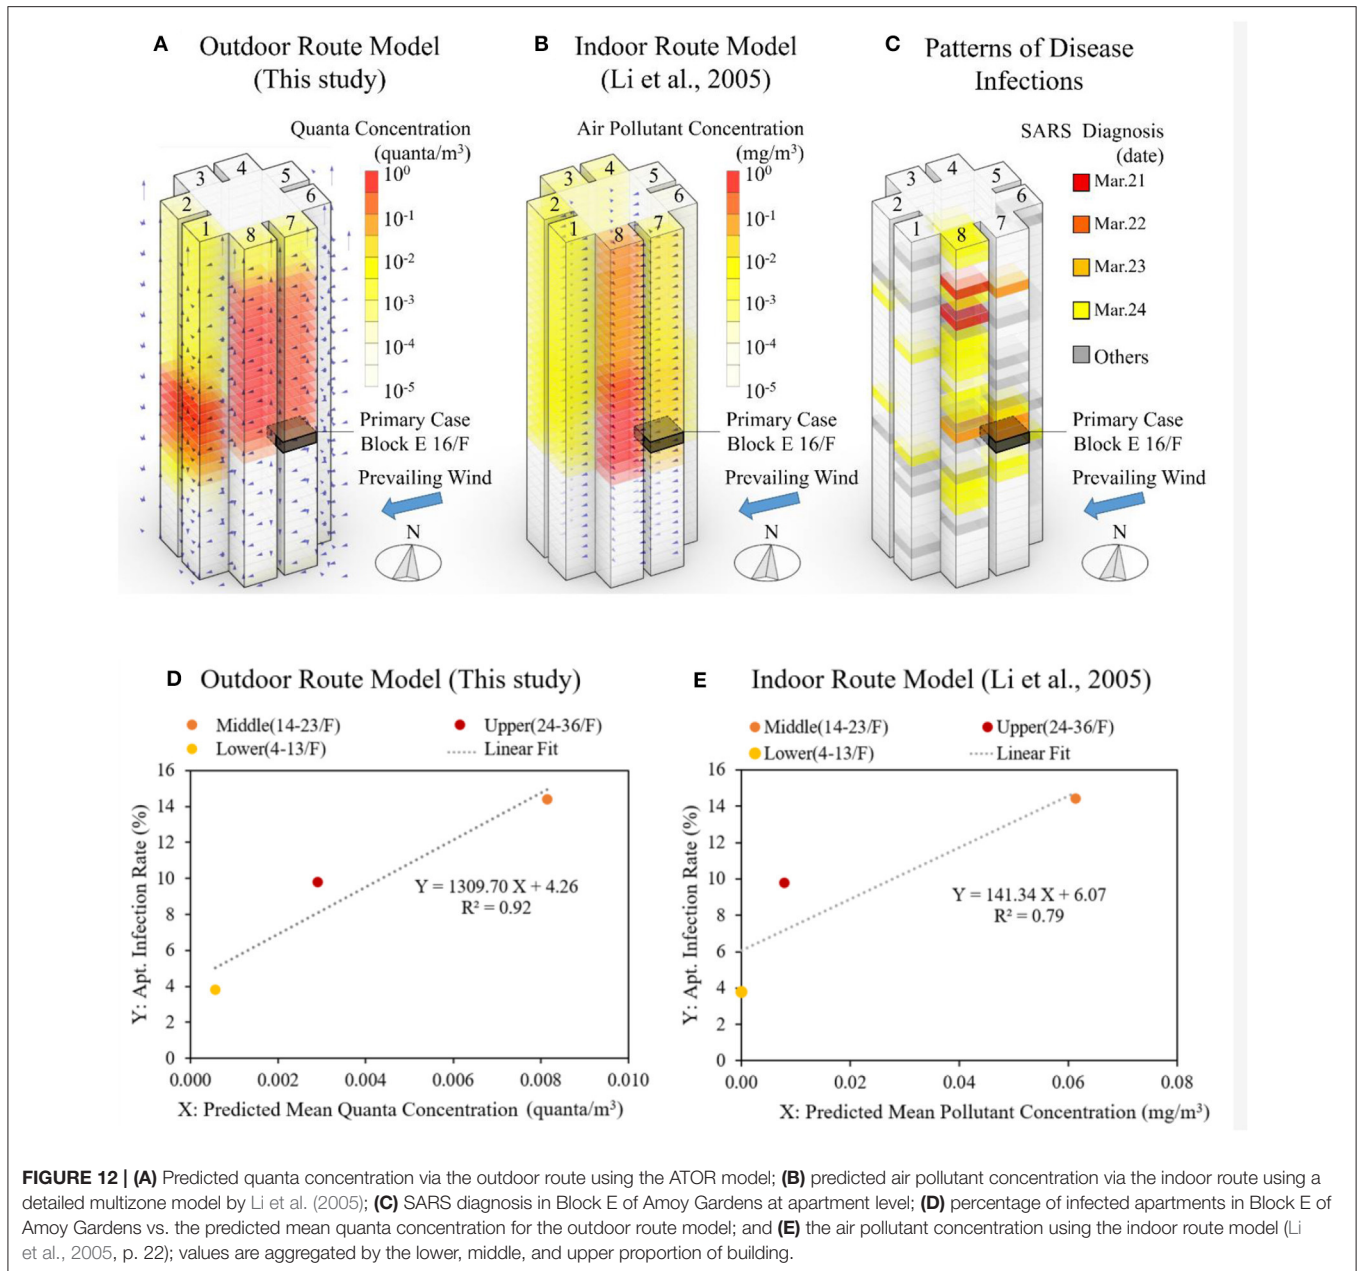 A Outdoor Route Model
(This study)
Quanta Concentration
(quanta/m³)
10⁰
10⁻¹
10⁻²
10⁻³
10⁻⁴
10⁻⁵
1
2
3
4
5
6
7
8
Primary Case
Block E 16/F
Prevailing Wind
N
B Indoor Route Model
(Li et al., 2005)
Air Pollutant Concentration
(mg/m³)
10⁰
10⁻¹
10⁻²
10⁻³
10⁻⁴
10⁻⁵
1
2
3
4
5
6
7
8
Primary Case
Block E 16/F
Prevailing Wind
N
C Patterns of Disease
Infections
SARS Diagnosis
(date)
Mar.21
Mar.22
Mar.23
Mar.24
Others
1
2
3
4
5
6
7
8
Primary Case
Block E 16/F
Prevailing Wind
N
D Outdoor Route Model (This study)
Middle(14-23/F) Upper(24-36/F)
Lower(4-13/F) Linear Fit
Y: Apt. Infection Rate (%)
16
14
12
10
8
6
4
2
0
Y = 1309.70 X + 4.26
R² = 0.92
0.000 0.002 0.004 0.006 0.008 0.010
X: Predicted Mean Quanta Concentration (quanta/m³)
E Indoor Route Model (Li et al., 2005)
Middle(14-23/F) Upper(24-36/F)
Lower(4-13/F) Linear Fit
Y: Apt. Infection Rate (%)
16
14
12
10
8
6
4
2
0
Y = 141.34 X + 6.07
R² = 0.79
0.00 0.02 0.04 0.06 0.08
X: Predicted Mean Pollutant Concentration (mg/m³)
FIGURE 12 | (A) Predicted quanta concentration via the outdoor route using the ATOR model; (B) predicted air pollutant concentration via the indoor route using a
detailed multizone model by Li et al. (2005); (C) SARS diagnosis in Block E of Amoy Gardens at apartment level; (D) percentage of infected apartments in Block E of
Amoy Gardens vs. the predicted mean quanta concentration for the outdoor route model; and (E) the air pollutant concentration using the indoor route model (Li
et al., 2005, p. 22); values are aggregated by the lower, middle, and upper proportion of building.